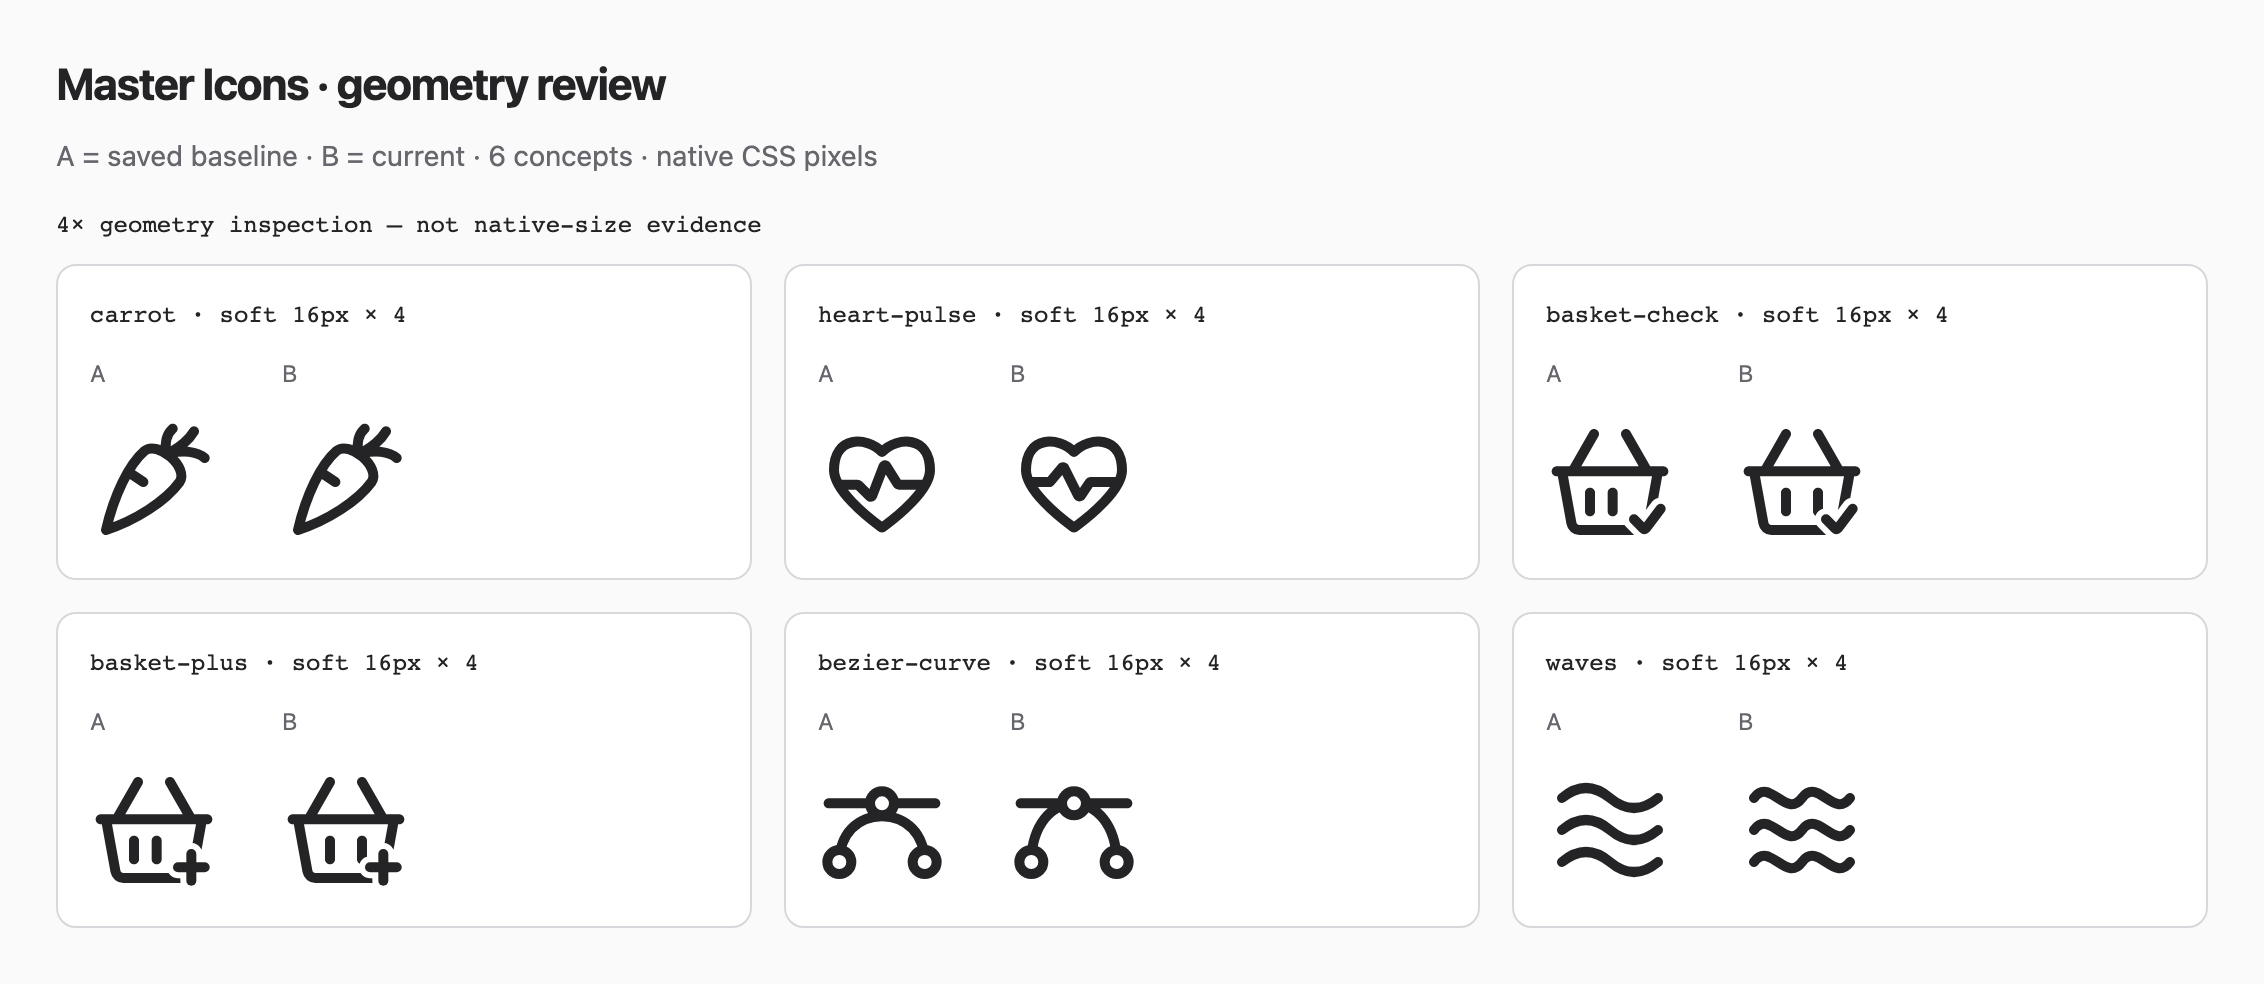 Master Icons · geometry review
A = saved baseline · B = current · 6 concepts · native CSS pixels
4× geometry inspection — not native-size evidence
carrot · soft 16px × 4
A B
heart-pulse · soft 16px × 4
A B
basket-check · soft 16px × 4
A B
basket-plus · soft 16px × 4
A B
bezier-curve · soft 16px × 4
A B
waves · soft 16px × 4
A B